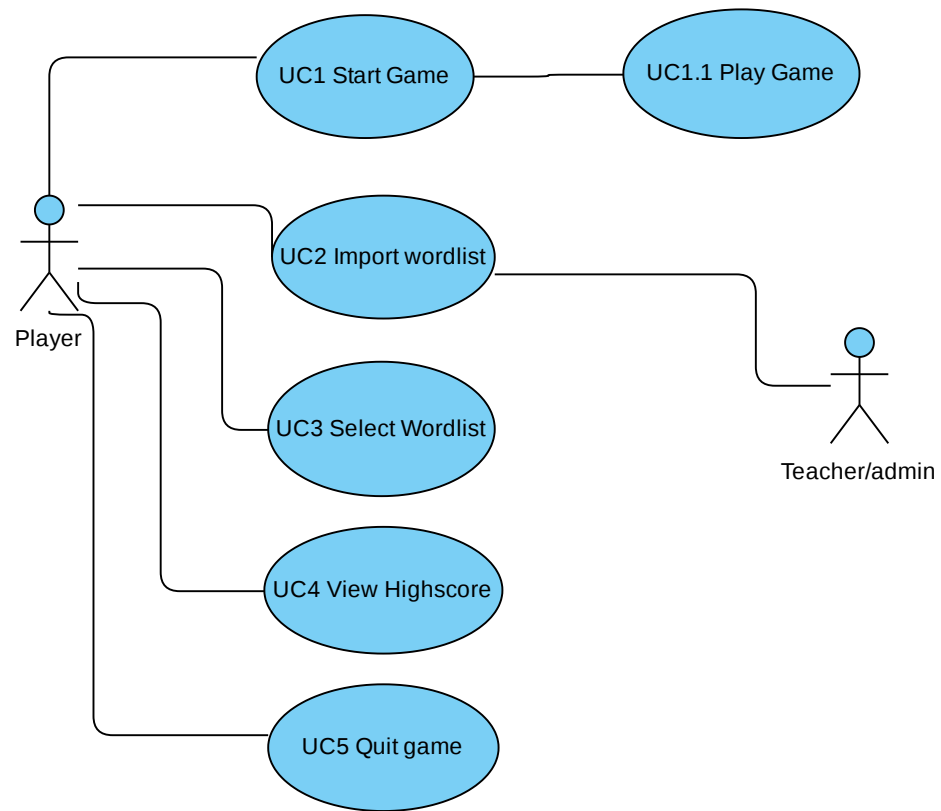 UC1 Start Game
UC1.1 Play Game
UC2 Import wordlist
Player
UC3 Select Wordlist
Teacher/admin
UC4 View Highscore
UC5 Quit game